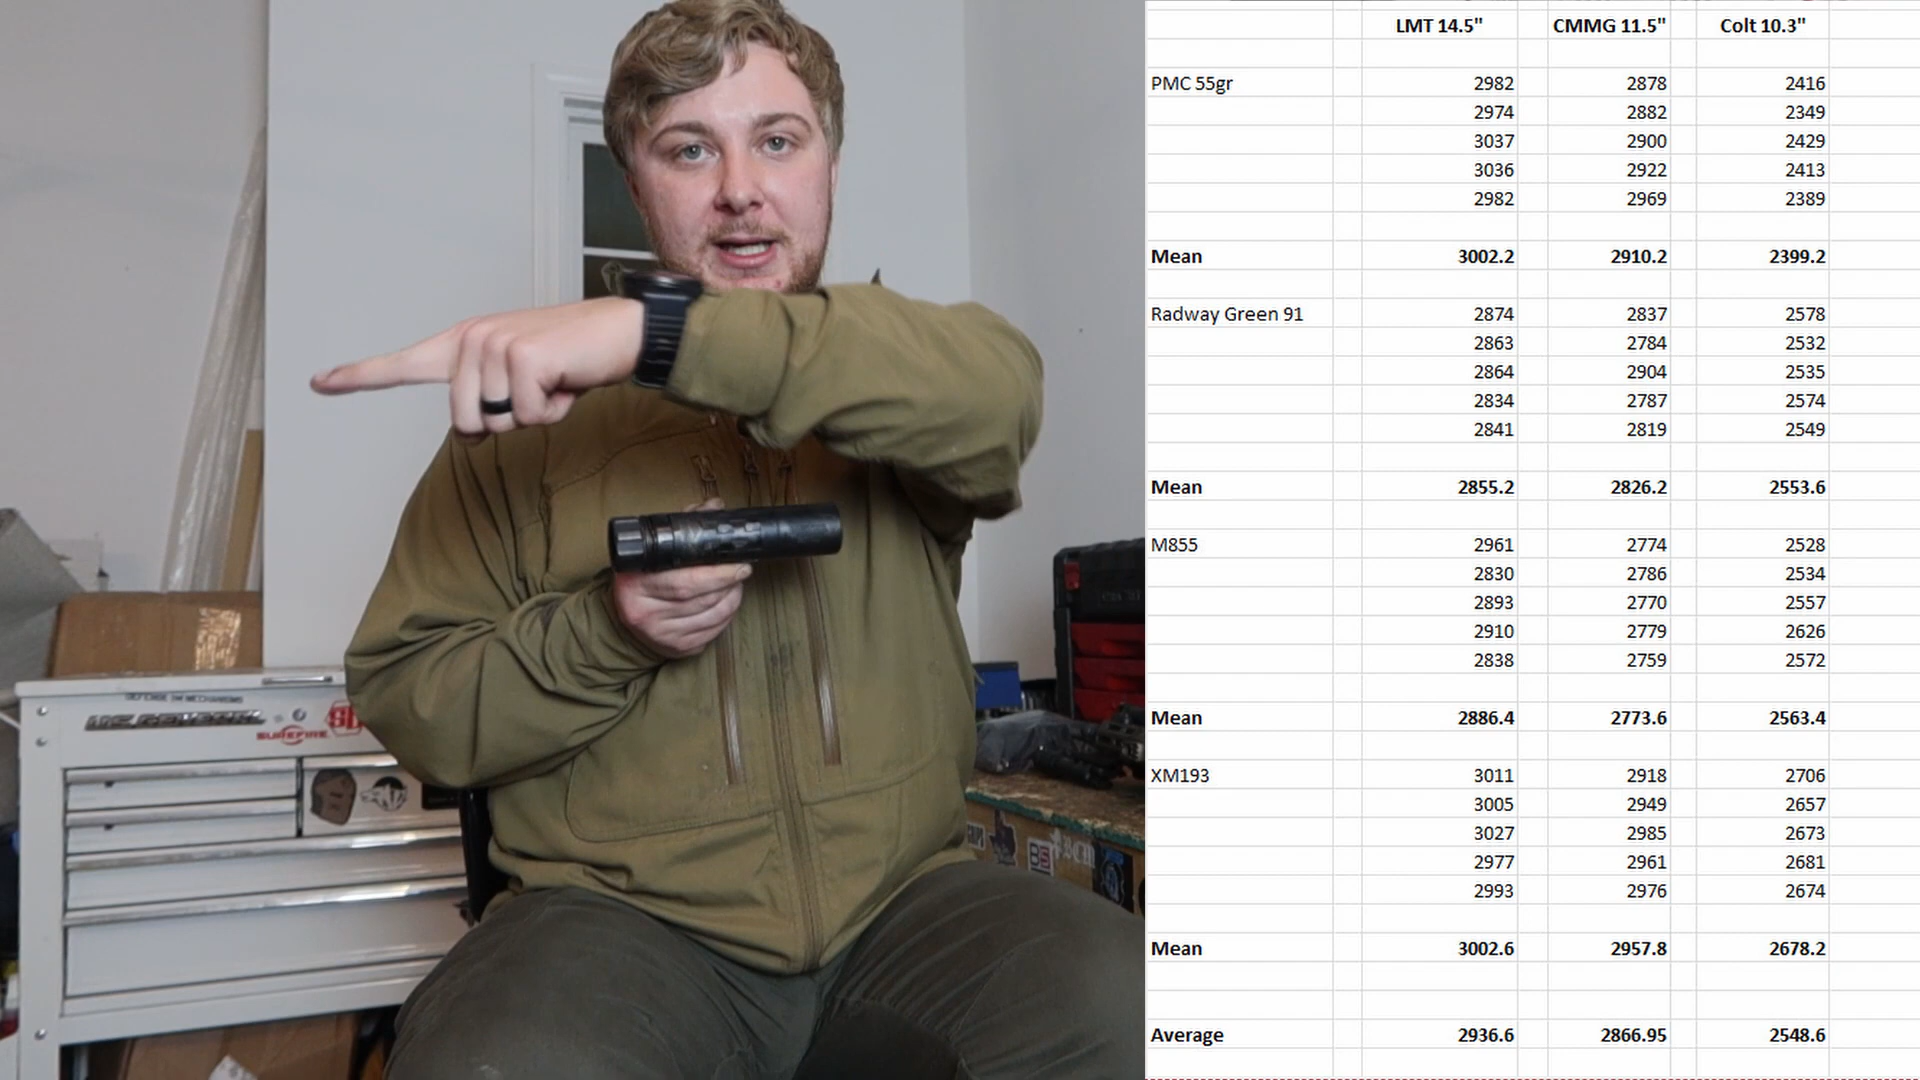 LMT 14.5" CMMG 11.5" Colt 10.3"
PMC 55gr 2982 2878 2416
2974 2882 2349
3037 2900 2429
3036 2922 2413
2982 2969 2389
Mean 3002.2 2910.2 2399.2
Radway Green 91 2874 2837 2578
2863 2784 2532
2864 2904 2535
2834 2787 2574
2841 2819 2549
Mean 2855.2 2826.2 2553.6
M855 2961 2774 2528
2830 2786 2534
2893 2770 2557
2910 2779 2626
2838 2759 2572
Mean 2886.4 2773.6 2563.4
XM193 3011 2918 2706
3005 2949 2657
3027 2985 2673
2977 2961 2681
2993 2976 2674
Mean 3002.6 2957.8 2678.2
Average 2936.6 2866.95 2548.6
U.S. GENERAL
SUREFIRE
BCM